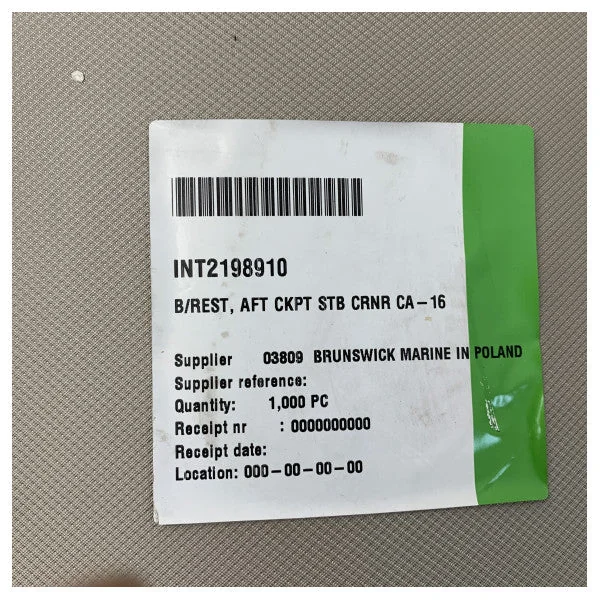 INT2198910
B/REST, AFT CKPT STB CRNR CA-16
Supplier 03809 BRUNSWICK MARINE IN POLAND
Supplier reference:
Quantity: 1,000 PC
Receipt nr : 0000000000
Receipt date:
Location: 000-00-00-00